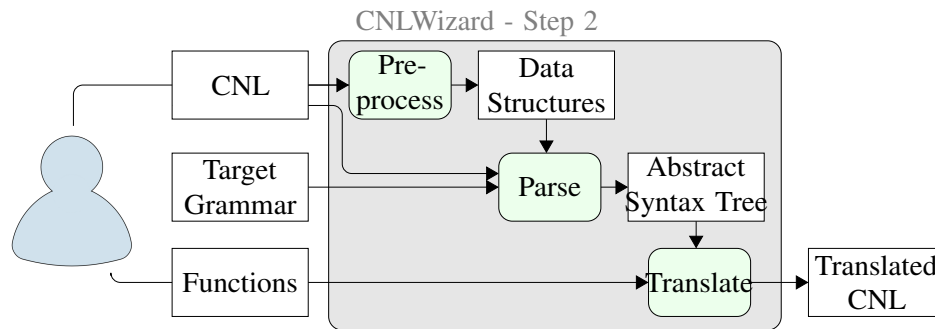 CNLWizard - Step 2
CNL
Pre-
process
Data
Structures
Target
Grammar
Parse
Abstract
Syntax Tree
Functions
Translate
Translated
CNL